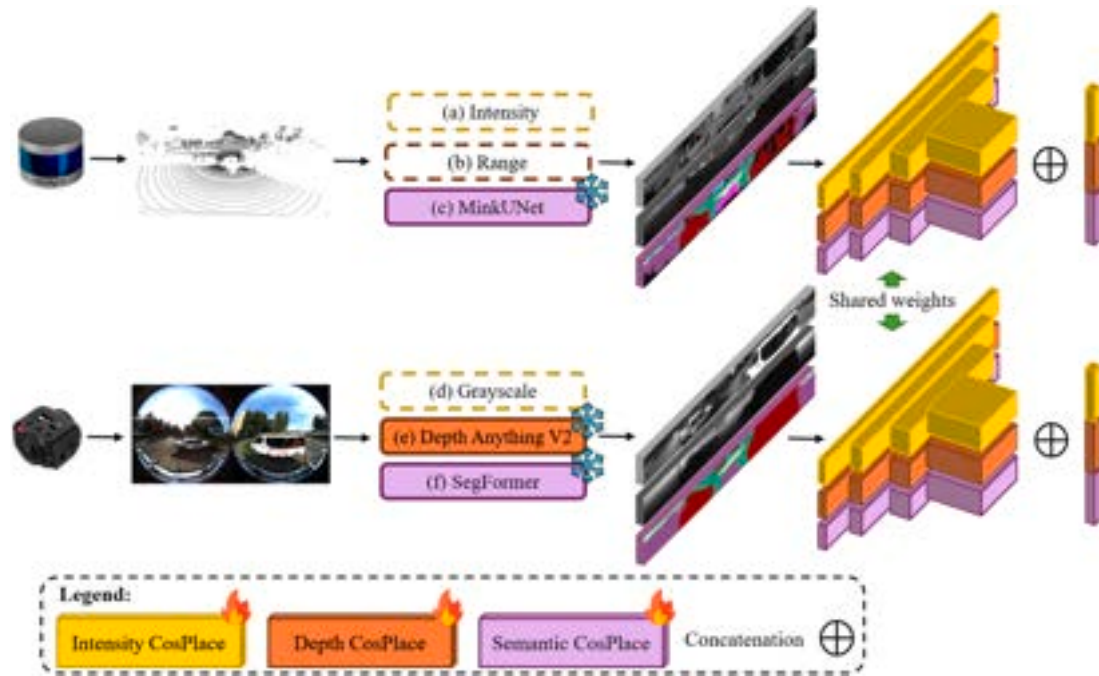 (a) Intensity
(b) Range
(c) MinkUNet
Shared weights
(d) Grayscale
(e) Depth Anything V2
(f) SegFormer
Legend:
Intensity CosPlace
Depth CosPlace
Semantic CosPlace
Concatenation